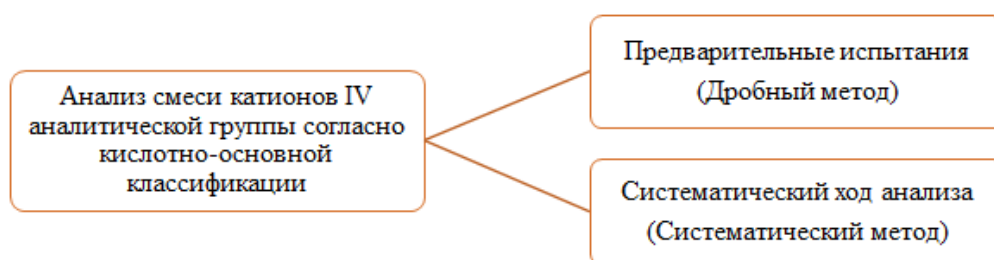 Анализ смеси катионов IV
аналитической группы согласно
кислотно-основной
классификации
Предварительные испытания
(Дробный метод)
Систематический ход анализа
(Систематический метод)